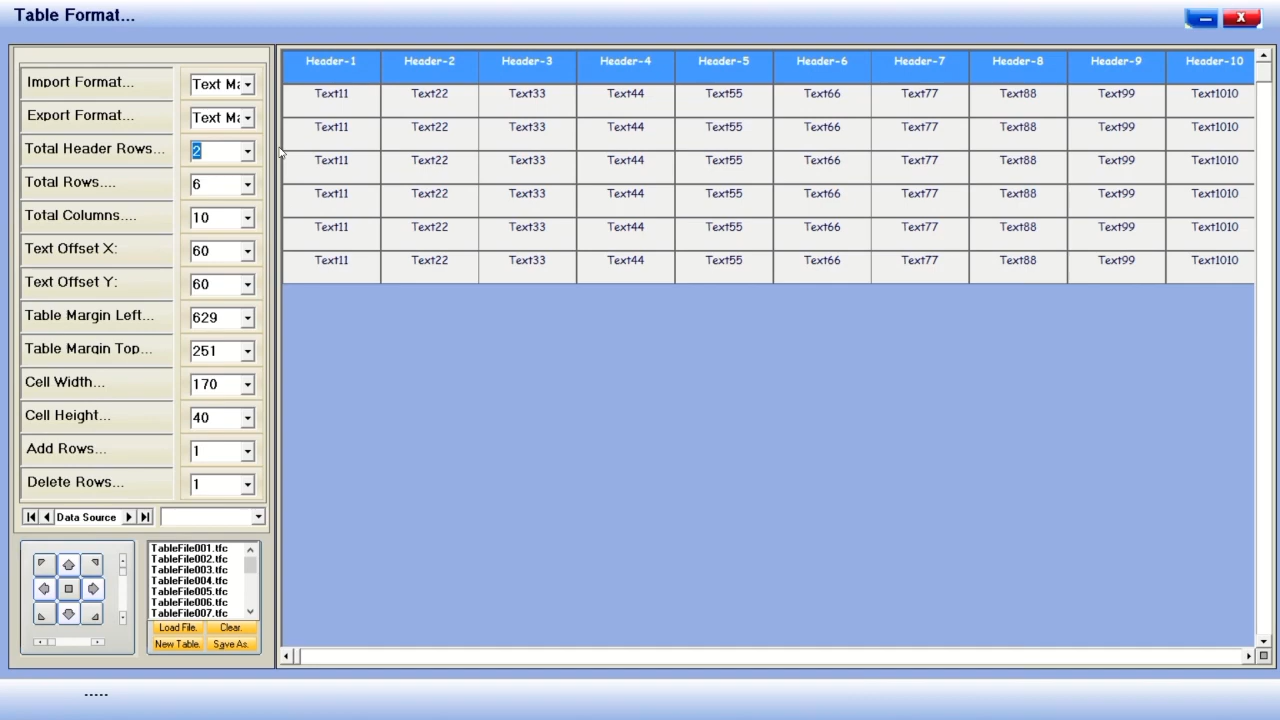 Table Format...
X
Import Format... Text Ma
Export Format... Text Ma
Total Header Rows... 2
Total Rows.... 6
Total Columns.... 10
Text Offset X: 60
Text Offset Y: 60
Table Margin Left... 629
Table Margin Top... 251
Cell Width... 170
Cell Height... 40
Add Rows... 1
Delete Rows... 1
Data Source
TableFile001.tfc
TableFile002.tfc
TableFile003.tfc
TableFile004.tfc
TableFile005.tfc
TableFile006.tfc
TableFile007.tfc
Load File. Clear.
New Table. Save As.
Header-1 Header-2 Header-3 Header-4 Header-5 Header-6 Header-7 Header-8 Header-9 Header-10
Text11 Text22 Text33 Text44 Text55 Text66 Text77 Text88 Text99 Text1010
Text11 Text22 Text33 Text44 Text55 Text66 Text77 Text88 Text99 Text1010
Text11 Text22 Text33 Text44 Text55 Text66 Text77 Text88 Text99 Text1010
Text11 Text22 Text33 Text44 Text55 Text66 Text77 Text88 Text99 Text1010
Text11 Text22 Text33 Text44 Text55 Text66 Text77 Text88 Text99 Text1010
Text11 Text22 Text33 Text44 Text55 Text66 Text77 Text88 Text99 Text1010
.....